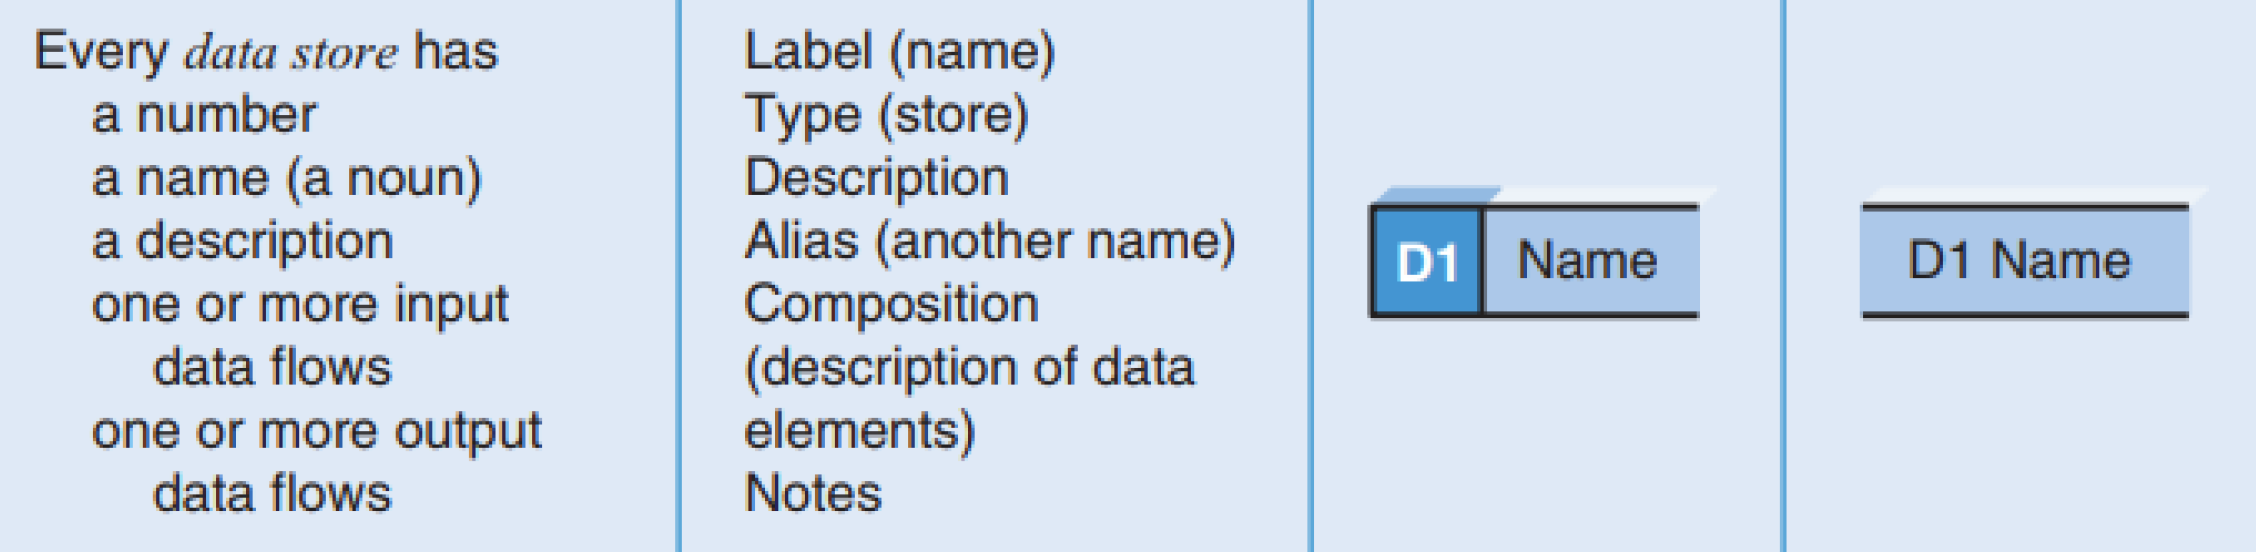 Every data store has
a number
a name (a noun)
a description
one or more input
data flows
one or more output
data flows
Label (name)
Type (store)
Description
Alias (another name)
Composition
(description of data
elements)
Notes
D1 Name
D1 Name